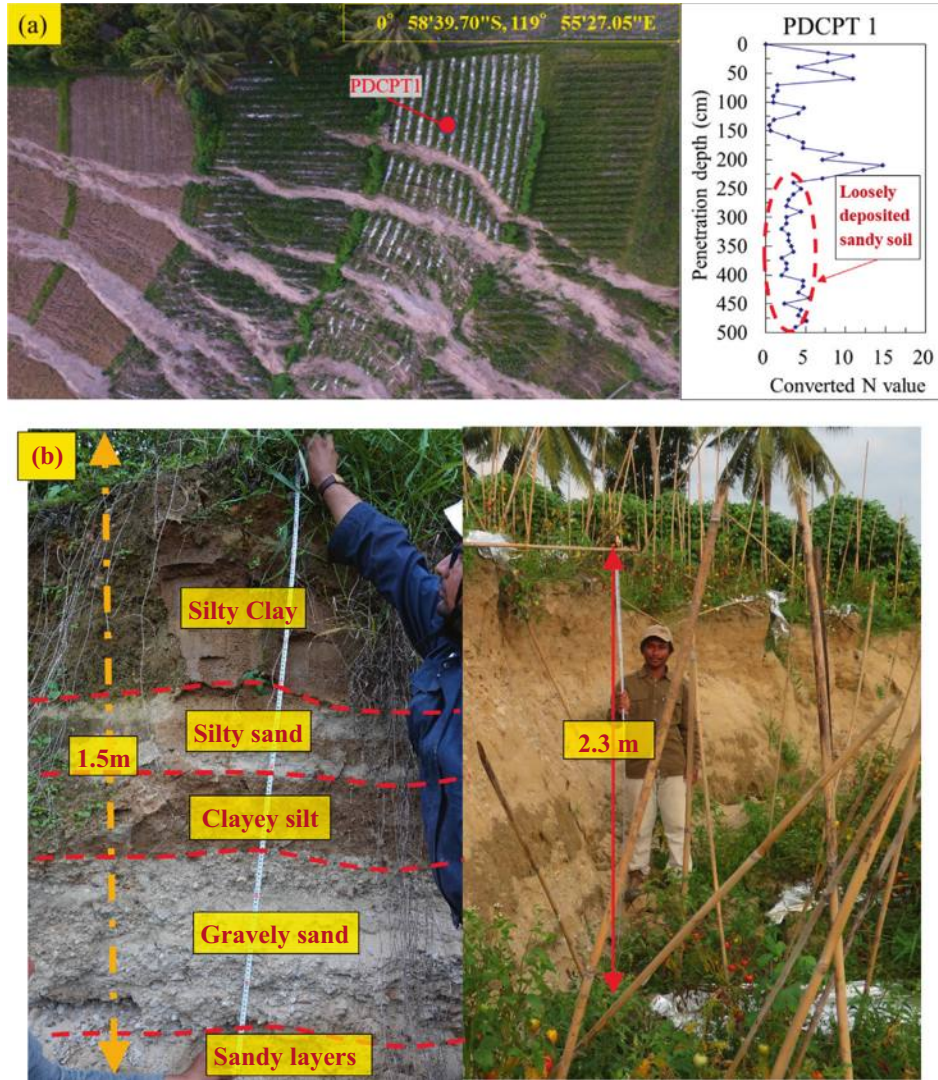 (a)
0° 58'39.70"S, 119° 55'27.05"E
PDCPT1
PDCPT 1
0
50
100
150
200
250
300
350
400
450
500
Penetration depth (cm)
Loosely
deposited
sandy soil
0 5 10 15 20
Converted N value
(b)
Silty Clay
Silty sand
1.5m
Clayey silt
Gravely sand
Sandy layers
2.3 m